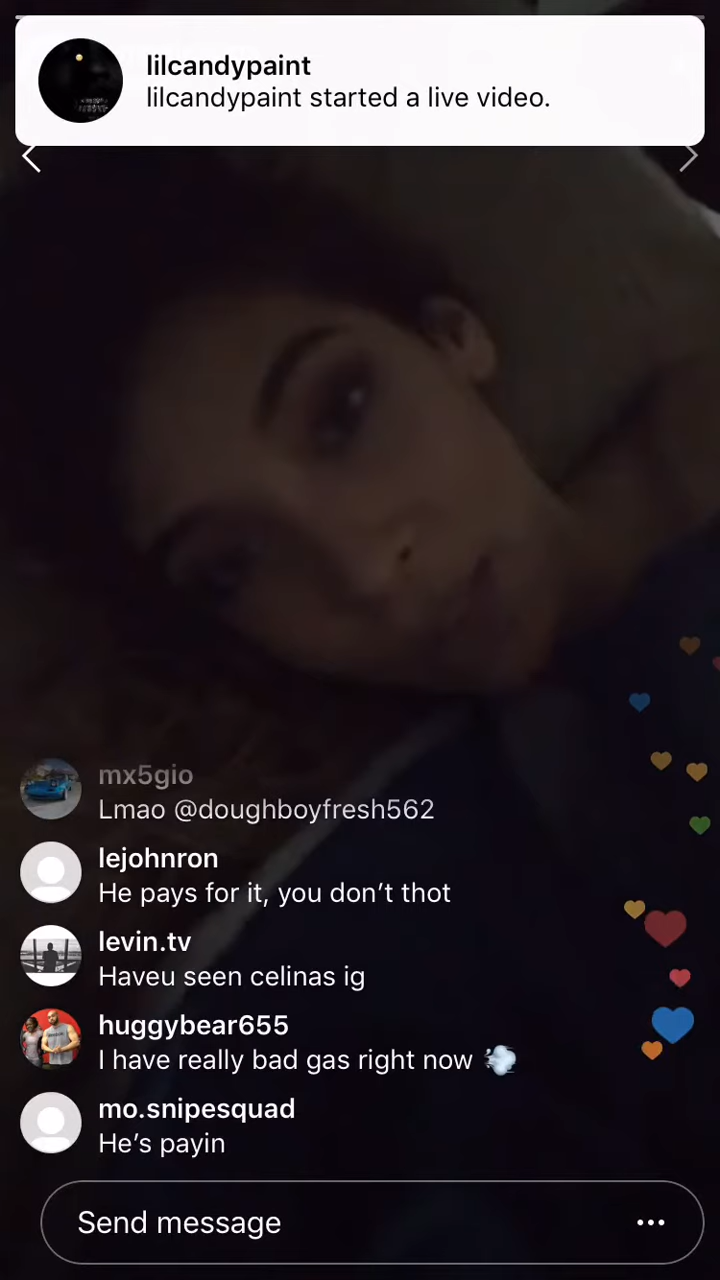 lilcandypaint
lilcandypaint started a live video.
mx5gio
Lmao @doughboyfresh562
lejohnron
He pays for it, you don’t thot
levin.tv
Haveu seen celinas ig
huggybear655
I have really bad gas right now 💨
mo.snipesquad
He’s payin
Send message